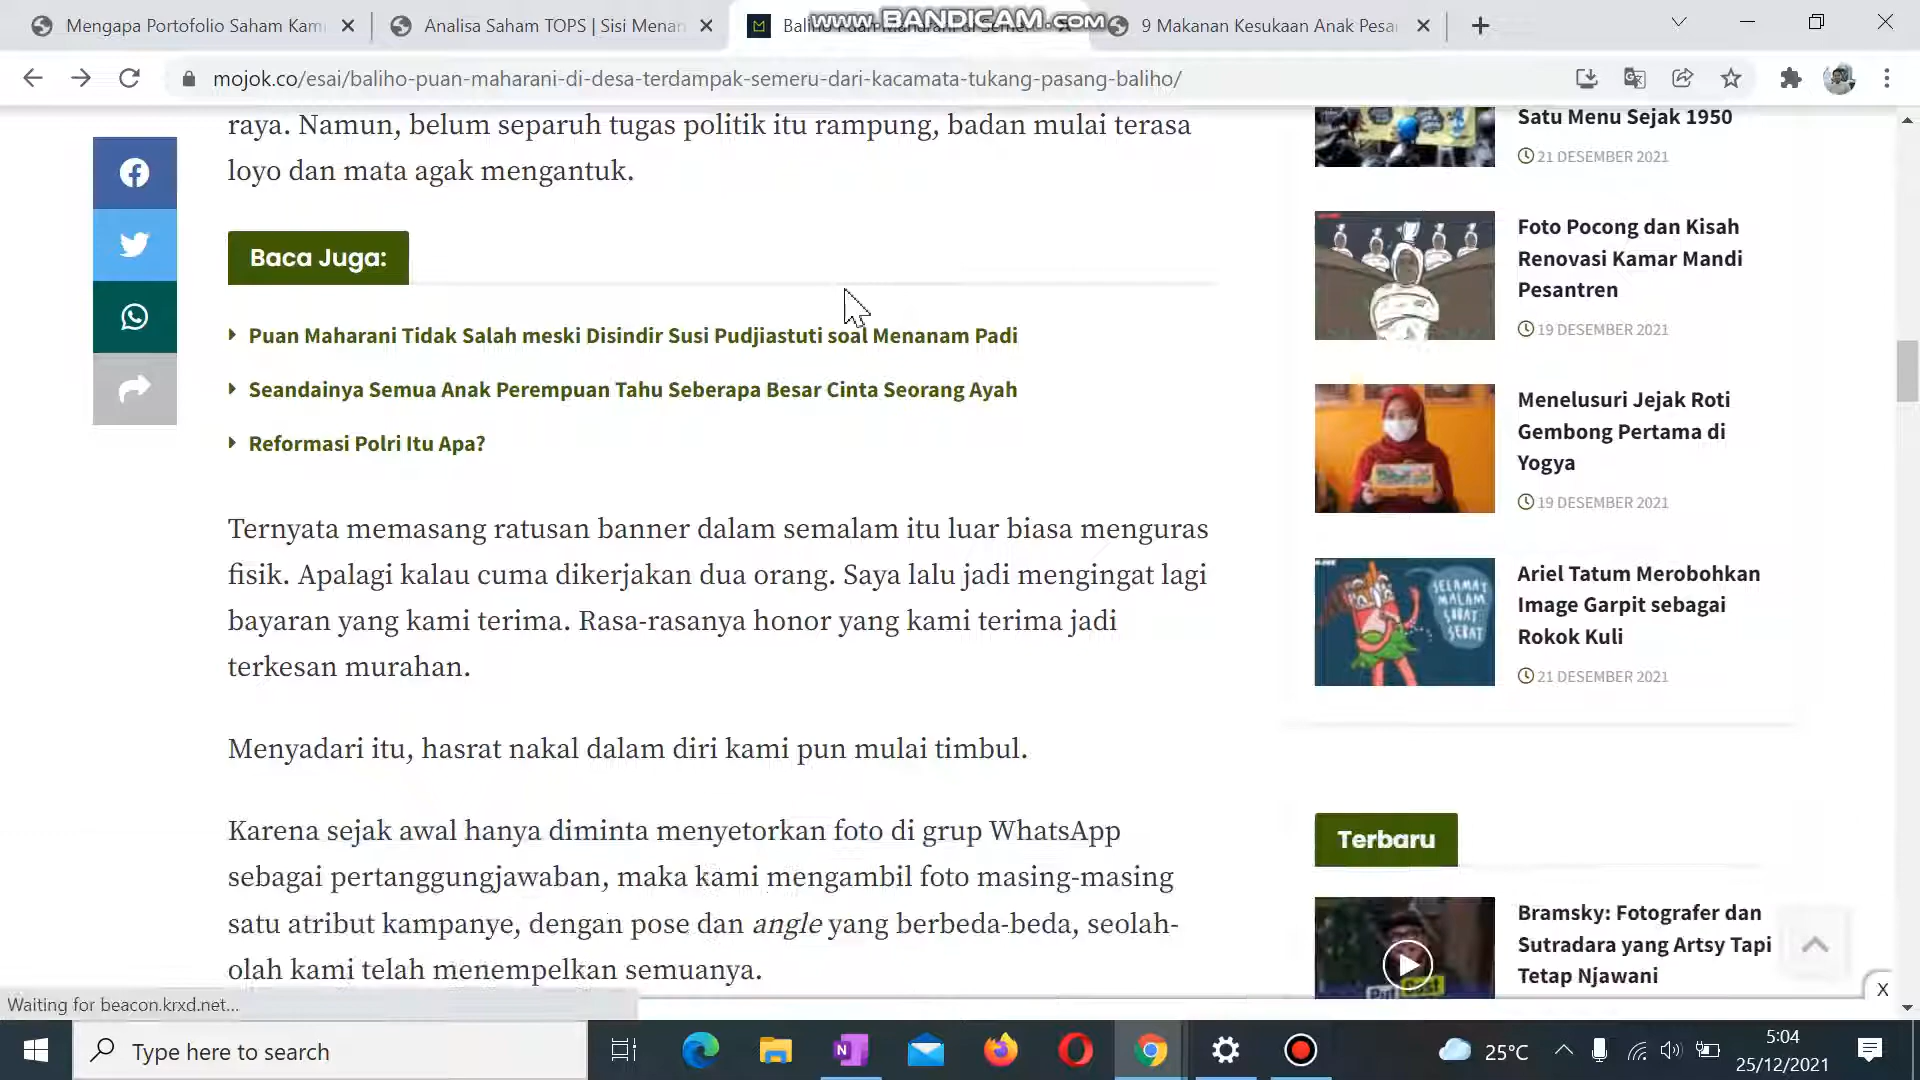 Mengapa Portofolio Saham Kam
Analisa Saham TOPS | Sisi Menan
www.BANDICAM.com
9 Makanan Kesukaan Anak Pesa
mojok.co/esai/baliho-puan-maharani-di-desa-terdampak-semeru-dari-kacamata-tukang-pasang-baliho/
raya. Namun, belum separuh tugas politik itu rampung, badan mulai terasa
loyo dan mata agak mengantuk.
Baca Juga:
Puan Maharani Tidak Salah meski Disindir Susi Pudjiastuti soal Menanam Padi
Seandainya Semua Anak Perempuan Tahu Seberapa Besar Cinta Seorang Ayah
Reformasi Polri Itu Apa?
Ternyata memasang ratusan banner dalam semalam itu luar biasa menguras
fisik. Apalagi kalau cuma dikerjakan dua orang. Saya lalu jadi mengingat lagi
bayaran yang kami terima. Rasa-rasanya honor yang kami terima jadi
terkesan murahan.
Menyadari itu, hasrat nakal dalam diri kami pun mulai timbul.
Karena sejak awal hanya diminta menyetorkan foto di grup WhatsApp
sebagai pertanggungjawaban, maka kami mengambil foto masing-masing
satu atribut kampanye, dengan pose dan angle yang berbeda-beda, seolah-
olah kami telah menempelkan semuanya.
Satu Menu Sejak 1950
21 DESEMBER 2021
Foto Pocong dan Kisah
Renovasi Kamar Mandi
Pesantren
19 DESEMBER 2021
Menelusuri Jejak Roti
Gembong Pertama di
Yogya
19 DESEMBER 2021
SELAMAT
MALAM
SOBAT
SEBAT
Ariel Tatum Merobohkan
Image Garpit sebagai
Rokok Kuli
21 DESEMBER 2021
Terbaru
Put Cast
Bramsky: Fotografer dan
Sutradara yang Artsy Tapi
Tetap Njawani
X
Waiting for beacon.krxd.net...
Type here to search
25°C
5:04
25/12/2021